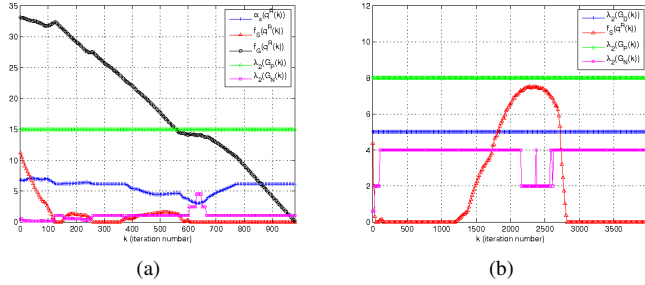 35
30
25
20
15
10
5
0
0 100 200 300 400 500 600 700 800 900
k (iteration number)
α_s(q^R(k))
f_S(q^R(k))
f_G(q^R(k))
λ_2(G_P(k))
λ_2(G_N(k))
(a)
12
10
8
6
4
2
0
0 500 1000 1500 2000 2500 3000 3500
k (iteration number)
λ_2(G_D(k))
f_S(q^R(k))
λ_2(G_P(k))
λ_2(G_N(k))
(b)